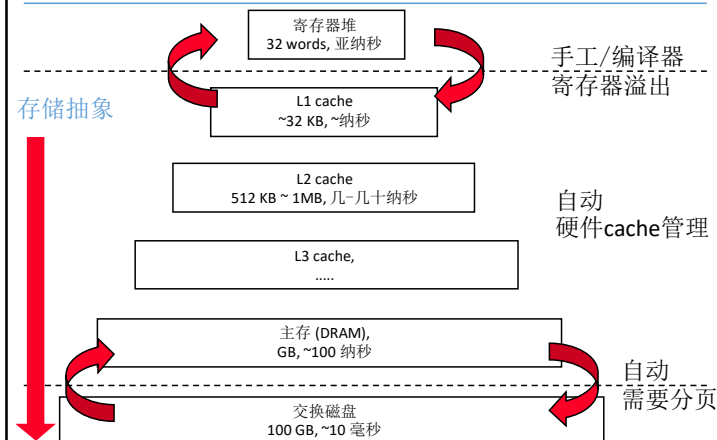 寄存器堆
32 words, 亚纳秒
手工/编译器
寄存器溢出
存储抽象
L1 cache
~32 KB, ~纳秒
L2 cache
512 KB ~ 1MB, 几-几十纳秒
自动
硬件cache管理
L3 cache,
.....
主存 (DRAM),
GB, ~100 纳秒
自动
需要分页
交换磁盘
100 GB, ~10 毫秒